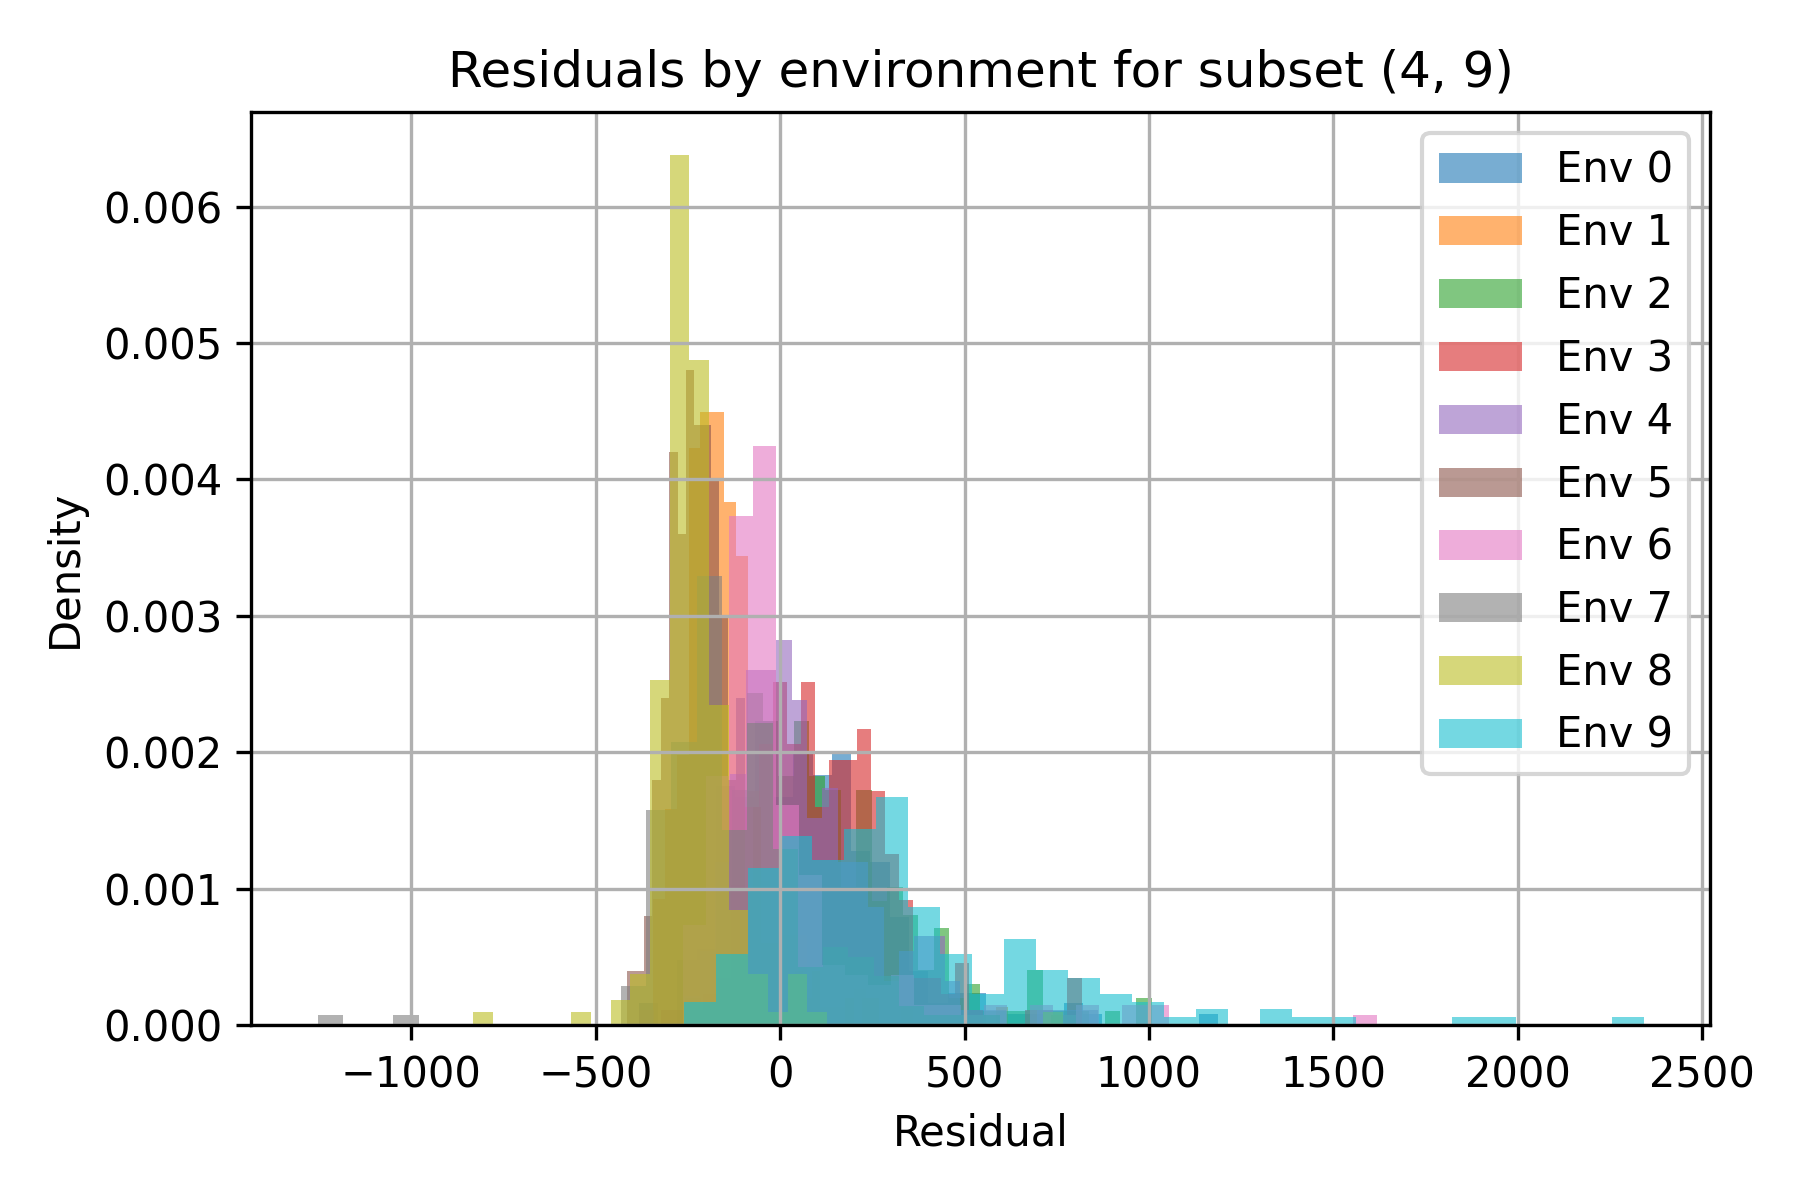 Residuals by environment for subset (4, 9)
Density
0.006
0.005
0.004
0.003
0.002
0.001
0.000
−1000
−500
0
500
1000
1500
2000
2500
Residual
Env 0
Env 1
Env 2
Env 3
Env 4
Env 5
Env 6
Env 7
Env 8
Env 9